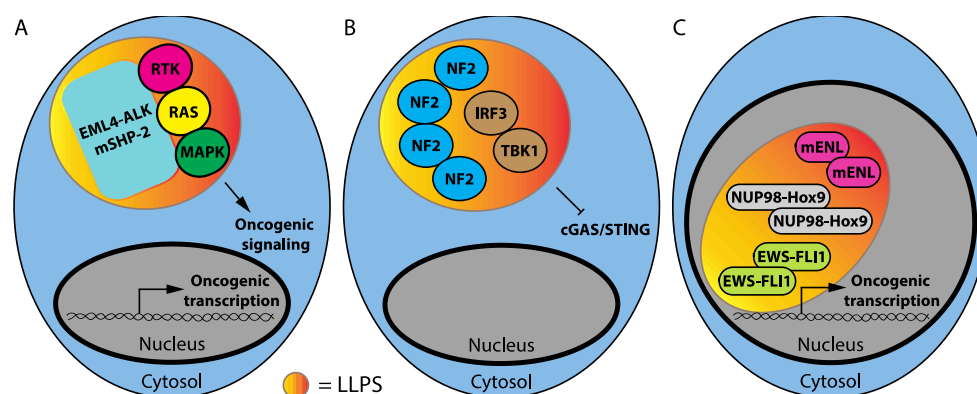 A
EML4-ALK
mSHP-2
RTK
RAS
MAPK
Oncogenic
signaling
Oncogenic
transcription
Nucleus
Cytosol
B
NF2
NF2
NF2
NF2
IRF3
TBK1
cGAS/STING
Nucleus
Cytosol
C
mENL
mENL
NUP98-Hox9
NUP98-Hox9
EWS-FLI1
EWS-FLI1
Oncogenic
transcription
Nucleus
Cytosol
= LLPS